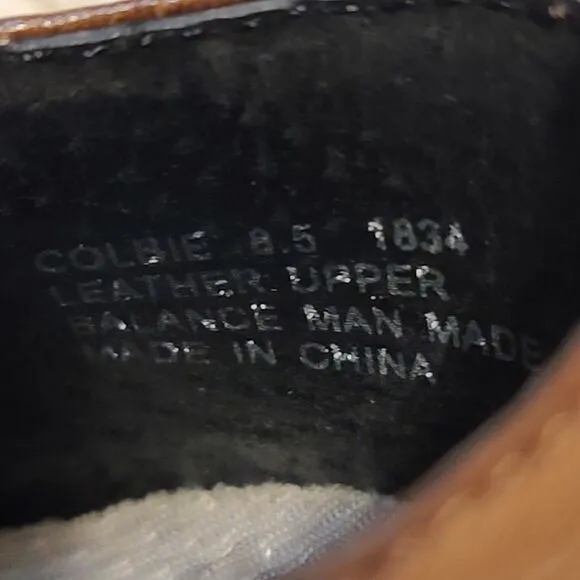 COLBIE 8.5 1834
LEATHER UPPER
BALANCE MAN MADE
MADE IN CHINA